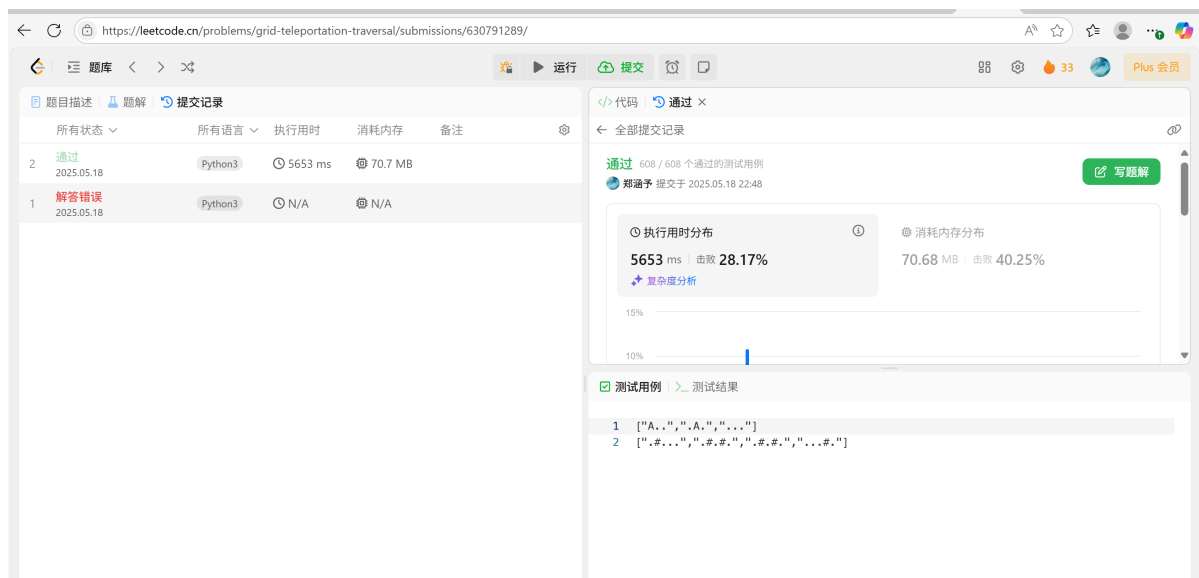 https://leetcode.cn/problems/grid-teleportation-traversal/submissions/630791289/
题库 运行 提交 33 Plus 会员
题目描述 题解 提交记录
所有状态 所有语言 执行用时 消耗内存 备注
2 通过 2025.05.18 Python3 5653 ms 70.7 MB
1 解答错误 2025.05.18 Python3 N/A N/A
</>代码 通过
全部提交记录
通过 608 / 608 个通过的测试用例
郑涵予 提交于 2025.05.18 22:48
写题解
执行用时分布
5653 ms 击败 28.17%
复杂度分析
消耗内存分布
70.68 MB 击败 40.25%
15%
10%
测试用例 >_ 测试结果
1 ["A..",".A.","..."]
2 [".#...",".#.#.",".#.#.","...#."]